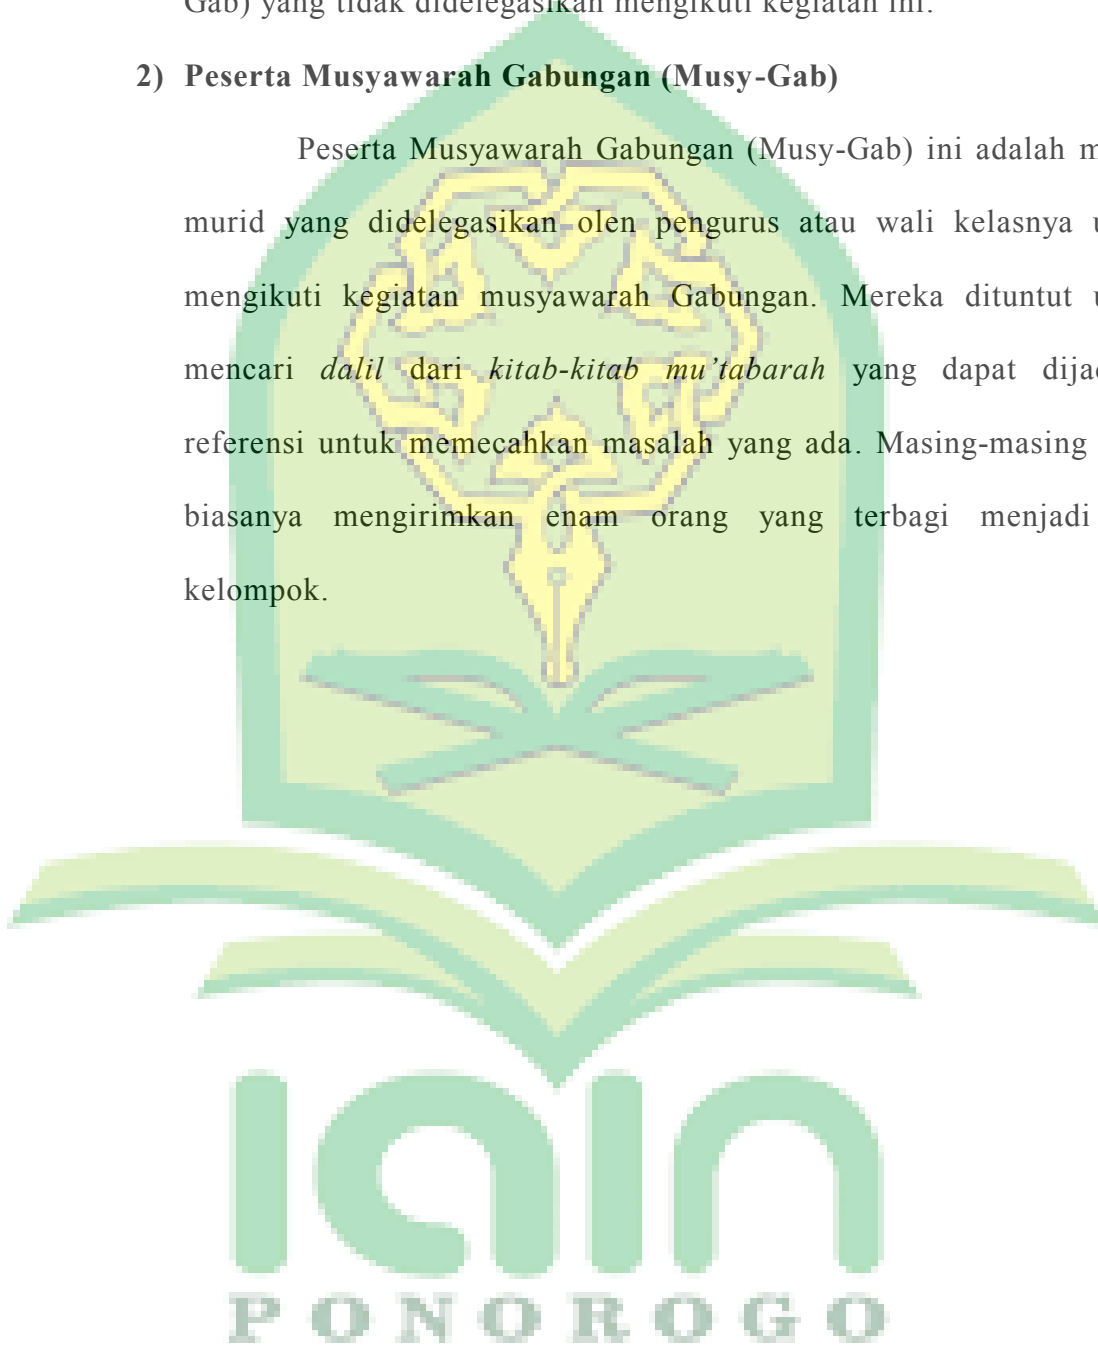 Gab) yang tidak didelegasikan mengikuti kegiatan ini.
2) Peserta Musyawarah Gabungan (Musy-Gab)
Peserta Musyawarah Gabungan (Musy-Gab) ini adalah m
murid yang didelegasikan olen pengurus atau wali kelasnya u
mengikuti kegiatan musyawarah Gabungan. Mereka dituntut u
mencari dalil dari kitab-kitab mu’tabarah yang dapat dijad
referensi untuk memecahkan masalah yang ada. Masing-masing
biasanya mengirimkan enam orang yang terbagi menjadi
kelompok.
IAIN
PONOROGO